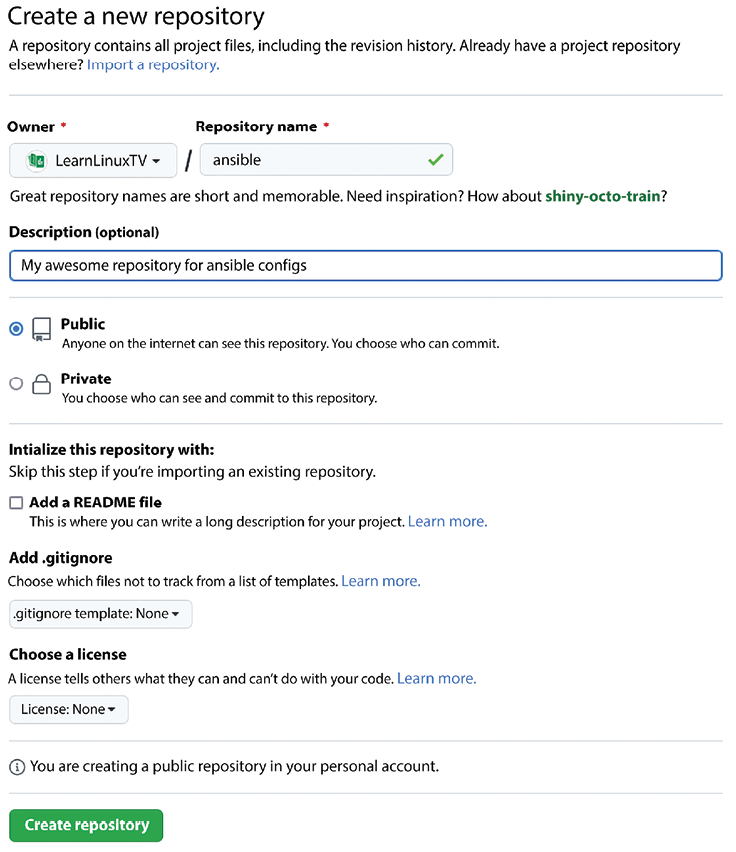 Create a new repository
A repository contains all project files, including the revision history. Already have a project repository
elsewhere? Import a repository.
Owner * Repository name *
LearnLinuxTV / ansible
Great repository names are short and memorable. Need inspiration? How about shiny-octo-train?
Description (optional)
My awesome repository for ansible configs
Public
Anyone on the internet can see this repository. You choose who can commit.
Private
You choose who can see and commit to this repository.
Intialize this repository with:
Skip this step if you’re importing an existing repository.
Add a README file
This is where you can write a long description for your project. Learn more.
Add .gitignore
Choose which files not to track from a list of templates. Learn more.
.gitignore template: None
Choose a license
A license tells others what they can and can’t do with your code. Learn more.
License: None
You are creating a public repository in your personal account.
Create repository